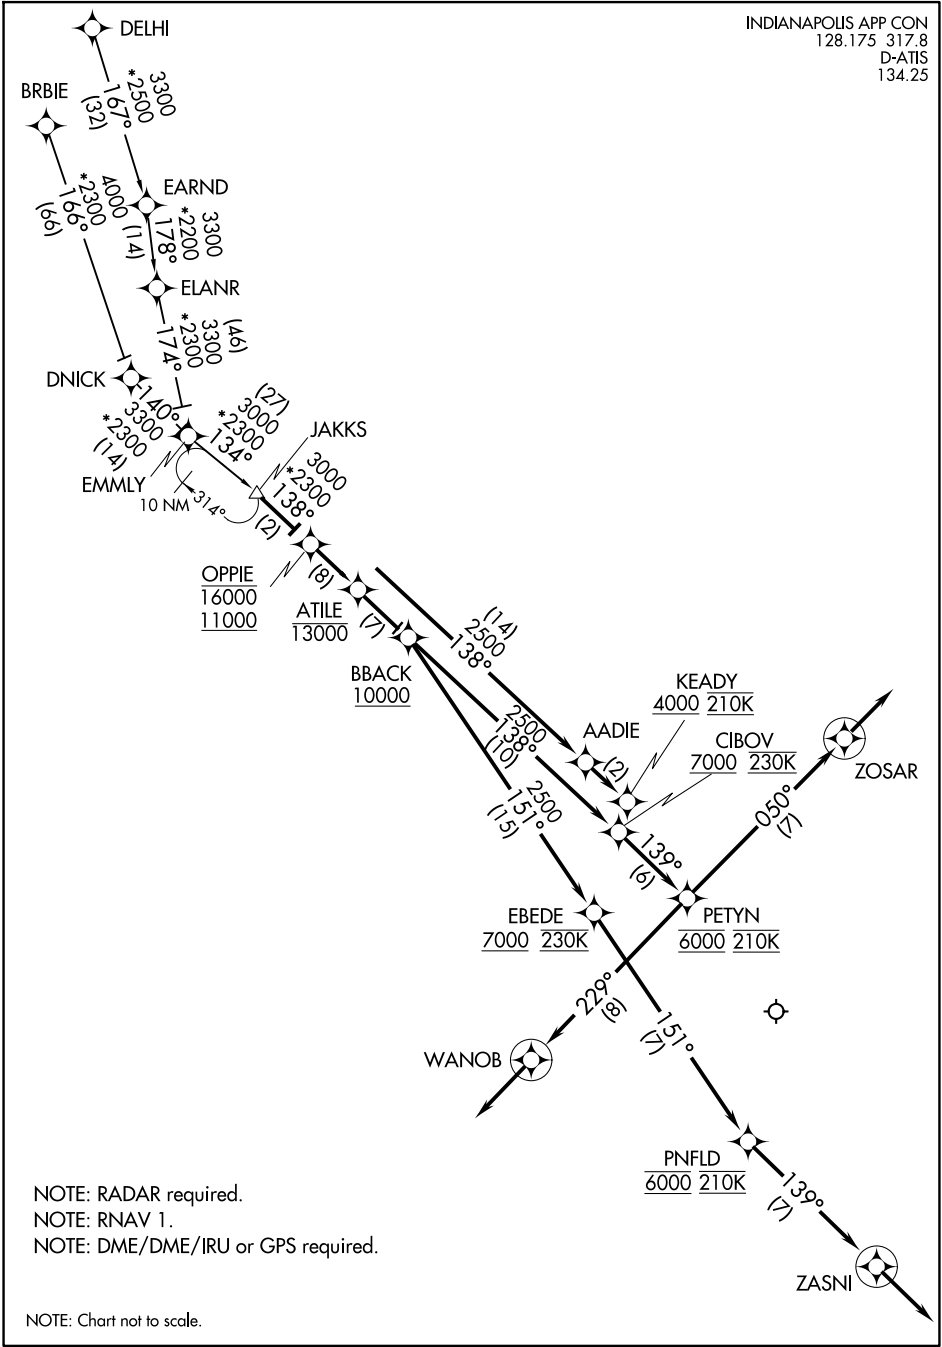 INDIANAPOLIS APP CON
128.175 317.8
D-ATIS
134.25
DELHI
3300
*2500
167°
(32)
BRBIE
4000
*2300
166°
(66)
EARND
3300
*2200
178°
(14)
ELANR
(46)
3300
*2300
174°
DNICK
140°
3300
*2300
(14)
EMMLY
(27)
3000
*2300
134°
10 NM
314°
JAKKS
3000
*2300
138°
(2)
OPPIE
16000
11000
(8)
ATILE
13000
(7)
BBACK
10000
(14)
2500
138°
AADIE
(2)
KEADY
4000 210K
2500
138°
(10)
CIBOV
7000 230K
2500
151°
(15)
139°
(6)
ZOSAR
050°
(7)
EBEDE
7000 230K
PETYN
6000 210K
229°
(8)
WANOB
151°
(7)
PNFLD
6000 210K
139°
(7)
ZASNI
NOTE: RADAR required.
NOTE: RNAV 1.
NOTE: DME/DME/IRU or GPS required.
NOTE: Chart not to scale.